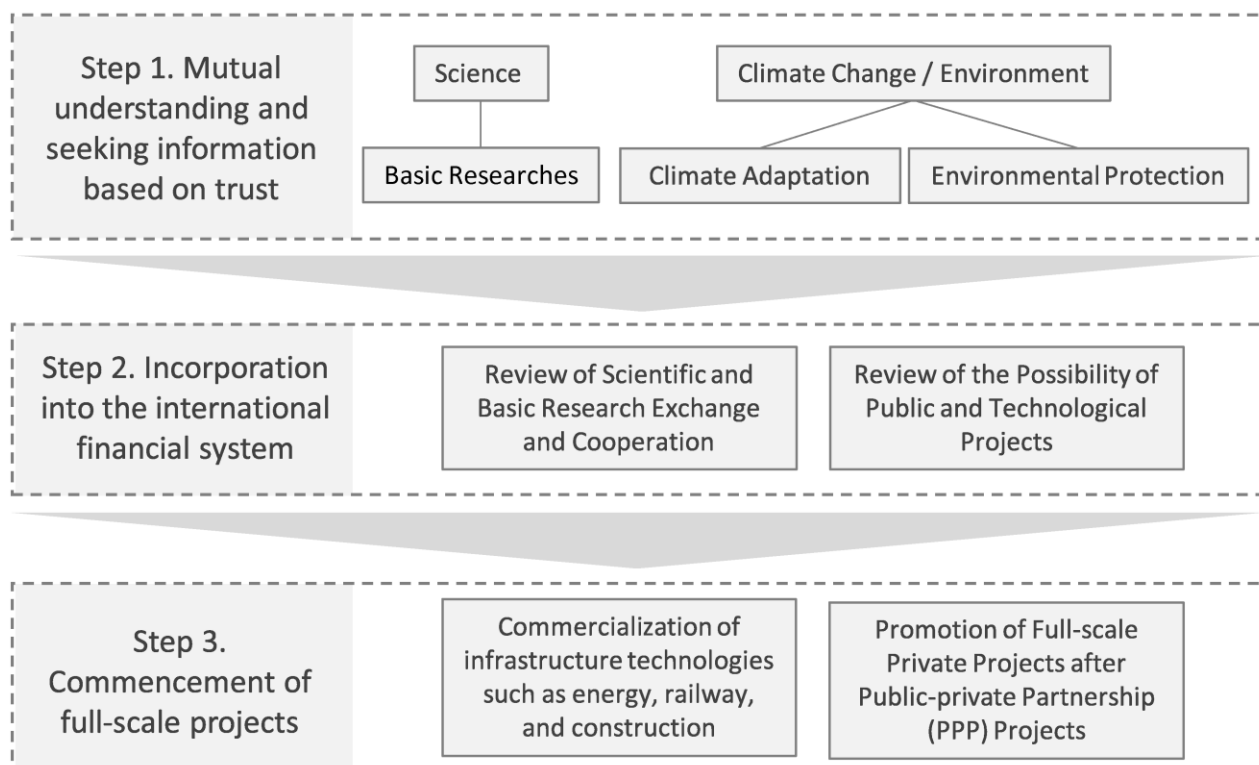 Step 1. Mutual
understanding and
seeking information
based on trust
Science
Climate Change / Environment
Basic Researches
Climate Adaptation
Environmental Protection
Step 2. Incorporation
into the international
financial system
Review of Scientific and
Basic Research Exchange
and Cooperation
Review of the Possibility of
Public and Technological
Projects
Step 3.
Commencement of
full-scale projects
Commercialization of
infrastructure technologies
such as energy, railway,
and construction
Promotion of Full-scale
Private Projects after
Public-private Partnership
(PPP) Projects